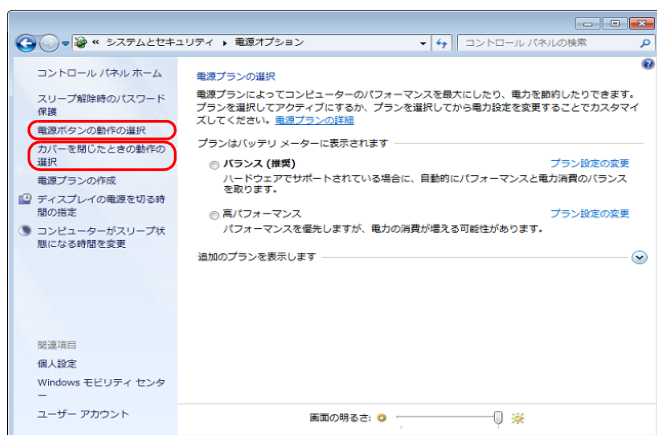 « システムとセキュリティ ▸ 電源オプション
コントロール パネルの検索
コントロール パネル ホーム
スリープ解除時のパスワード
保護
電源ボタンの動作の選択
カバーを閉じたときの動作の
選択
電源プランの作成
ディスプレイの電源を切る時
間の指定
コンピューターがスリープ状
態になる時間を変更
関連項目
個人設定
Windows モビリティ センタ
ー
ユーザー アカウント
電源プランの選択
電源プランによってコンピューターのパフォーマンスを最大にしたり、電力を節約したりできます。
プランを選択してアクティブにするか、プランを選択してから電力設定を変更することでカスタマイ
ズしてください。電源プランの詳細
プランはバッテリ メーターに表示されます
バランス (推奨) プラン設定の変更
ハードウェアでサポートされている場合に、自動的にパフォーマンスと電力消費のバランス
を取ります。
高パフォーマンス プラン設定の変更
パフォーマンスを優先しますが、電力の消費が増える可能性があります。
追加のプランを表示します
画面の明るさ: